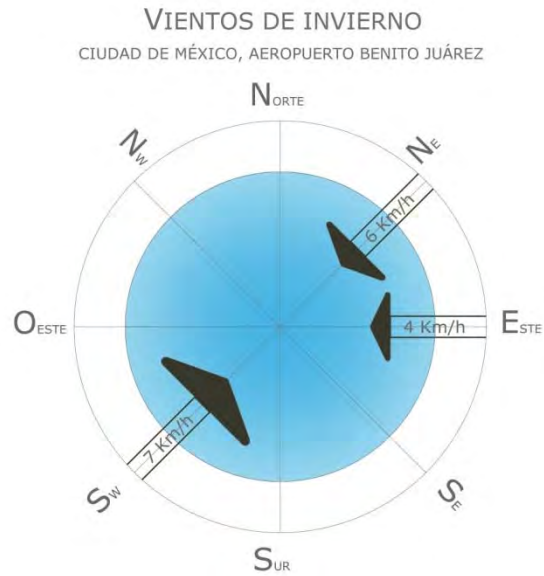 VIENTOS DE INVIERNO
CIUDAD DE MÉXICO, AEROPUERTO BENITO JUÁREZ
NORTE
NW
NE
6 Km/h
OESTE
4 Km/h
ESTE
7 Km/h
SW
SE
SUR